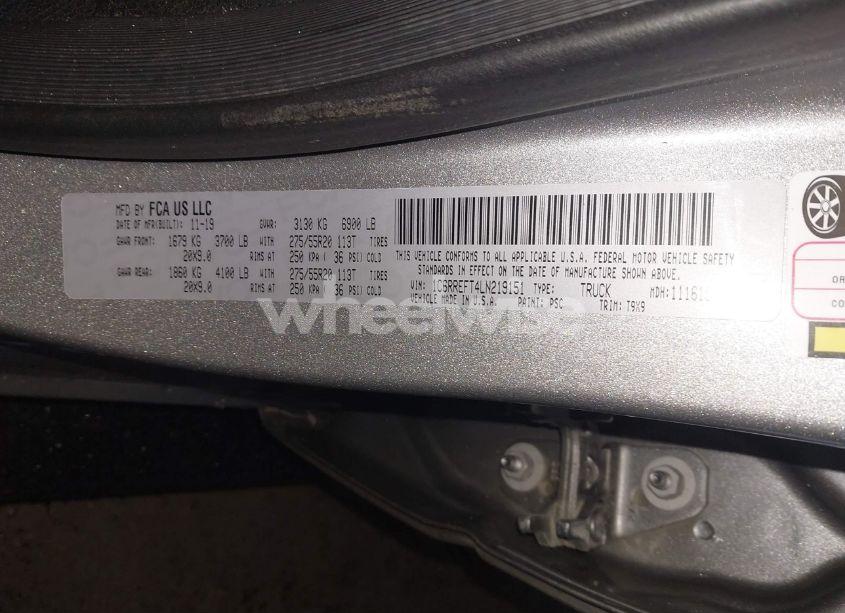 MFD BY FCA US LLC
DATE OF MFR(BUILT): 11-19 GVWR: 3130 KG 6900 LB
GAWR FRONT: 1679 KG 3700 LB WITH 275/55R20 113T TIRES
20X9.0 RIMS AT 250 KPA ( 36 PSI) COLD
GAWR REAR: 1860 KG 4100 LB WITH 275/55R20 113T TIRES
20X9.0 RIMS AT 250 KPA ( 36 PSI) COLD
THIS VEHICLE CONFORMS TO ALL APPLICABLE U.S.A. FEDERAL MOTOR VEHICLE SAFETY
STANDARDS IN EFFECT ON THE DATE OF MANUFACTURE SHOWN ABOVE.
VIN: 1C6RREFT4LN219151 TYPE: TRUCK MDH:
VEHICLE MADE IN U.S.A. PAINT: PSC TRIM: T9X9
wheelwise
OR